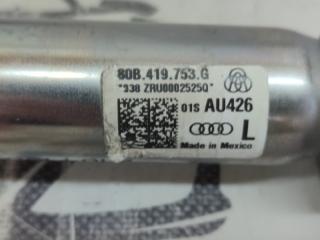 80B.419.753.G
*338 ZRU0002525Q*
01S AU426
L
Made in Mexico